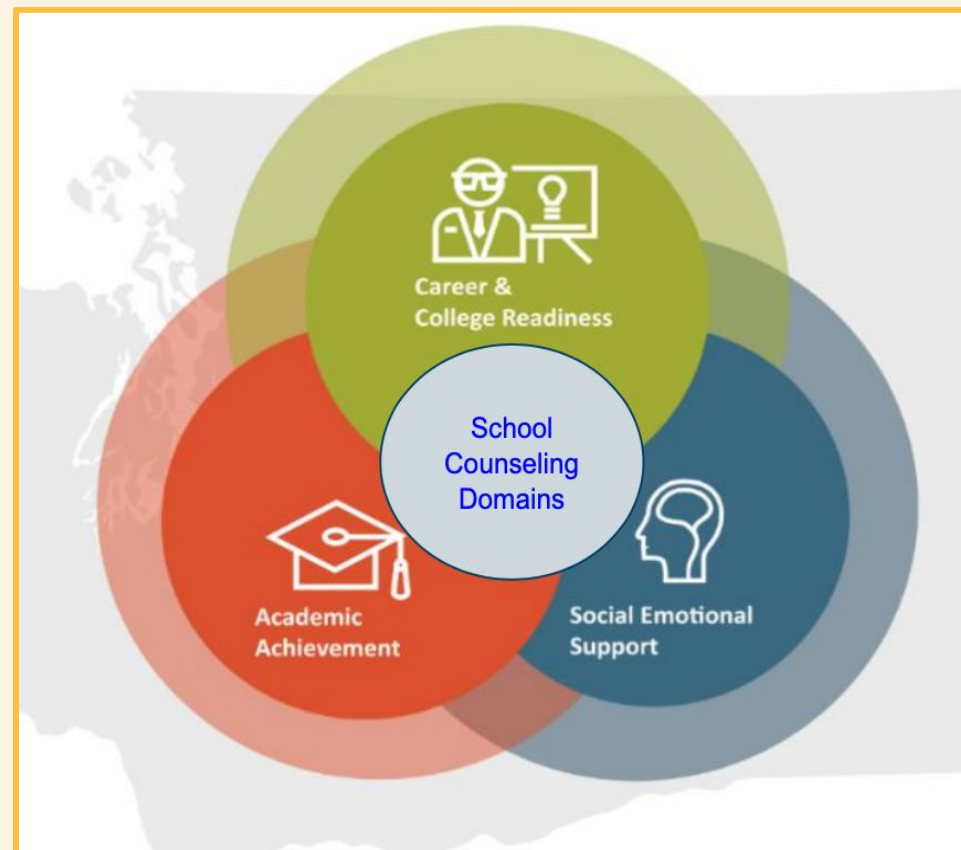 Career &
College Readiness
School
Counseling
Domains
Academic
Achievement
Social Emotional
Support